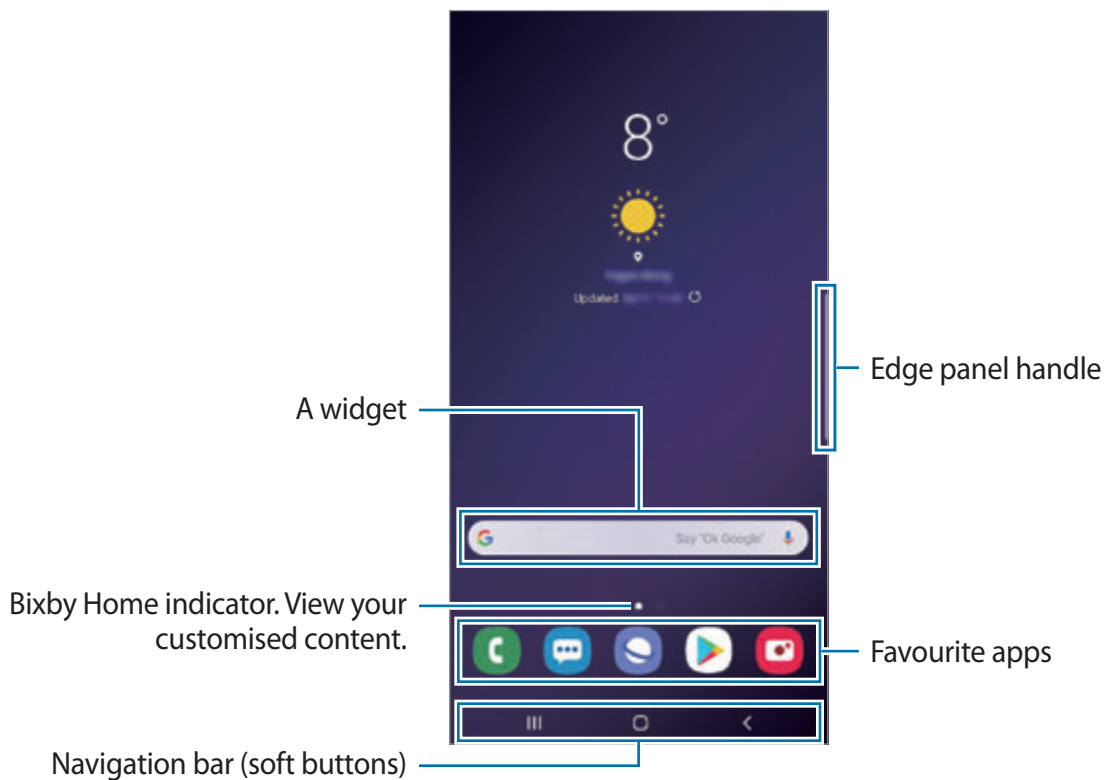 8°
Updated
Edge panel handle
A widget
Say "Ok Google"
Bixby Home indicator. View your
customised content.
Favourite apps
Navigation bar (soft buttons)